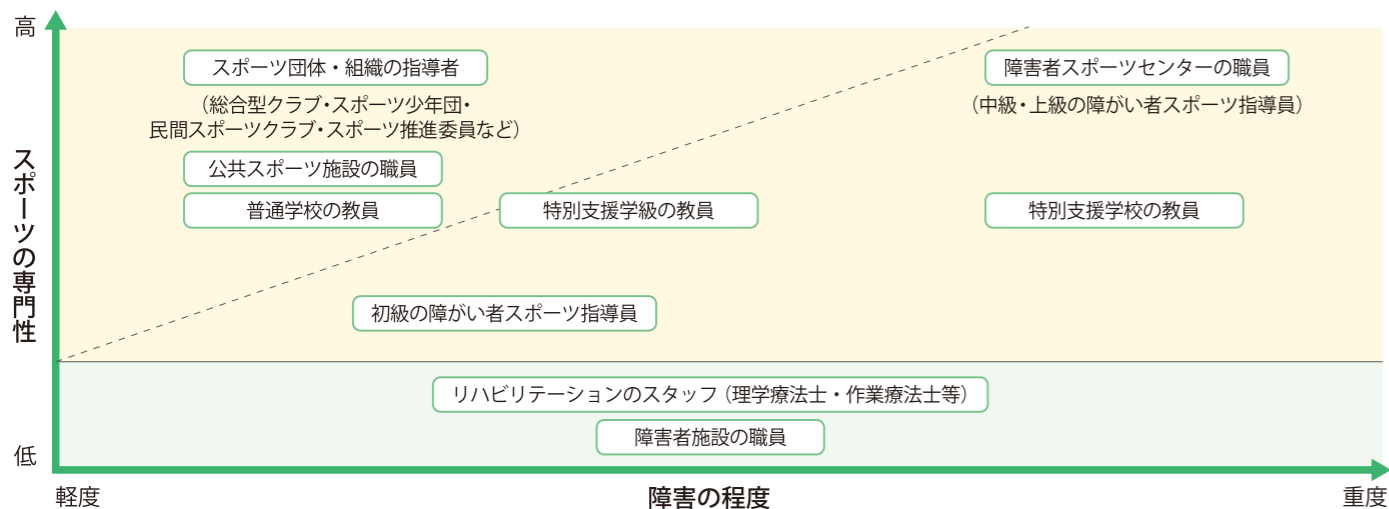 高
スポーツ団体・組織の指導者
障害者スポーツセンターの職員
（総合型クラブ・スポーツ少年団・
民間スポーツクラブ・スポーツ推進委員など）
（中級・上級の障がい者スポーツ指導員）
公共スポーツ施設の職員
普通学校の教員
特別支援学級の教員
特別支援学校の教員
スポーツの専門性
初級の障がい者スポーツ指導員
リハビリテーションのスタッフ（理学療法士・作業療法士等）
障害者施設の職員
低
軽度
障害の程度
重度